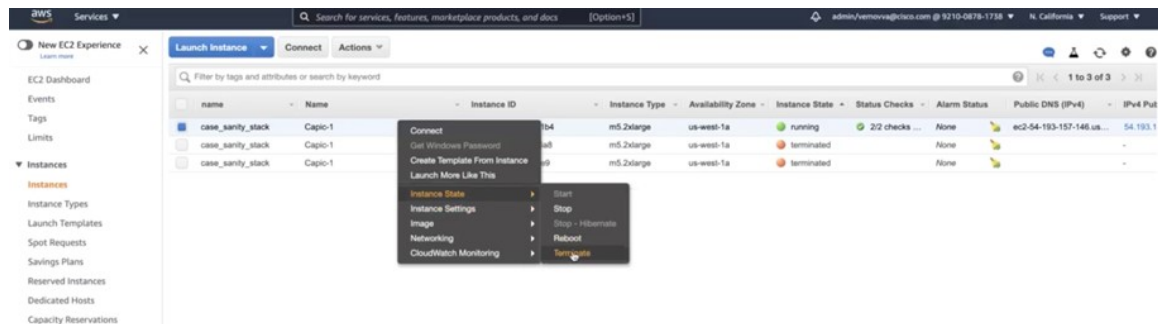 aws Services ▾ Search for services, features, marketplace products, and docs [Option+S] admin/vemovva@cisco.com @ 9210-0878-1738 ▾ N. California ▾ Support ▾
New EC2 Experience
Learn more
Launch Instance Connect Actions
Filter by tags and attributes or search by keyword 1 to 3 of 3
EC2 Dashboard
Events
Tags
Limits
Instances
Instances
Instance Types
Launch Templates
Spot Requests
Savings Plans
Reserved Instances
Dedicated Hosts
Capacity Reservations
name Name Instance ID Instance Type Availability Zone Instance State Status Checks Alarm Status Public DNS (IPv4) IPv4 Pub
case_sanity_stack Capic-1 1b4 m5.2xlarge us-west-1a running 2/2 checks ... None ec2-54-193-157-146.us... 54.193.1
case_sanity_stack Capic-1 m5.2xlarge us-west-1a terminated None -
case_sanity_stack Capic-1 m5.2xlarge us-west-1a terminated None -
Connect
Get Windows Password
Create Template From Instance
Launch More Like This
Instance State
Instance Settings
Image
Networking
CloudWatch Monitoring
Start
Stop
Stop - Hibernate
Reboot
Terminate